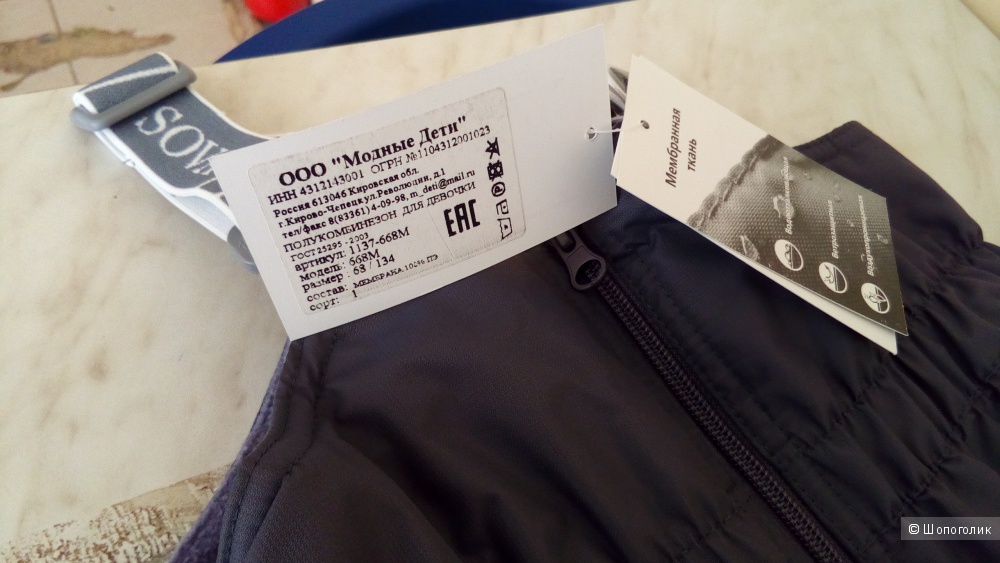 SOW
ООО "Модные Дети"
ИНН 4312143001 ОГРН №1104312001023
Россия 613046 Кировская обл.
г.Кирово-Чепецк ул.Революции, д.1
тел/факс 8(83361) 4-09-98, m_deti@mail.ru
ПОЛУКОМБИНЕЗОН ДЛЯ ДЕВОЧКИ
ГОСТ 25295 -2003
артикул: 1137-668М
модель: 668М
размер : 68 / 134
состав: МЕМБРАНА,100% ПЭ
сорт: 1
EAC
Мембранная
ткань
© Шопоголик